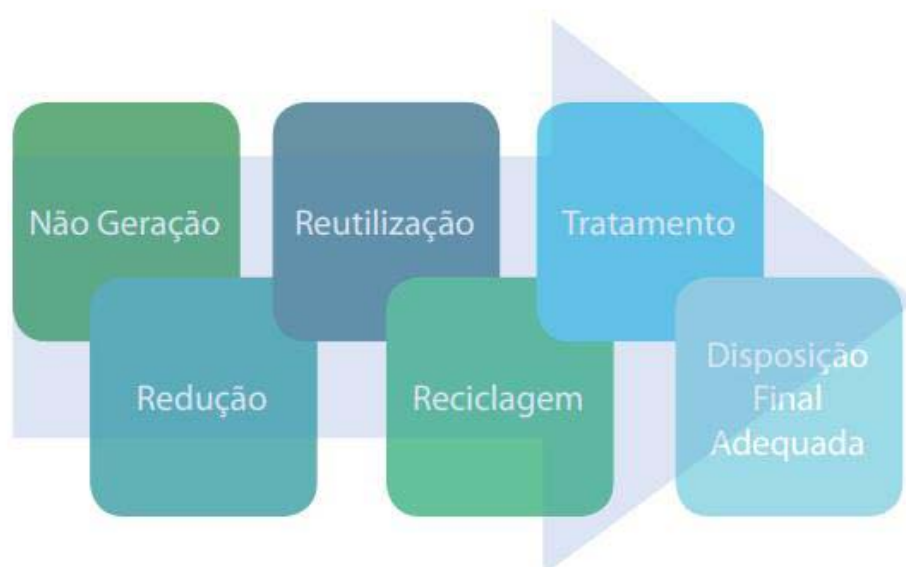 Não Geração
Redução
Reutilização
Reciclagem
Tratamento
Disposição
Final
Adequada